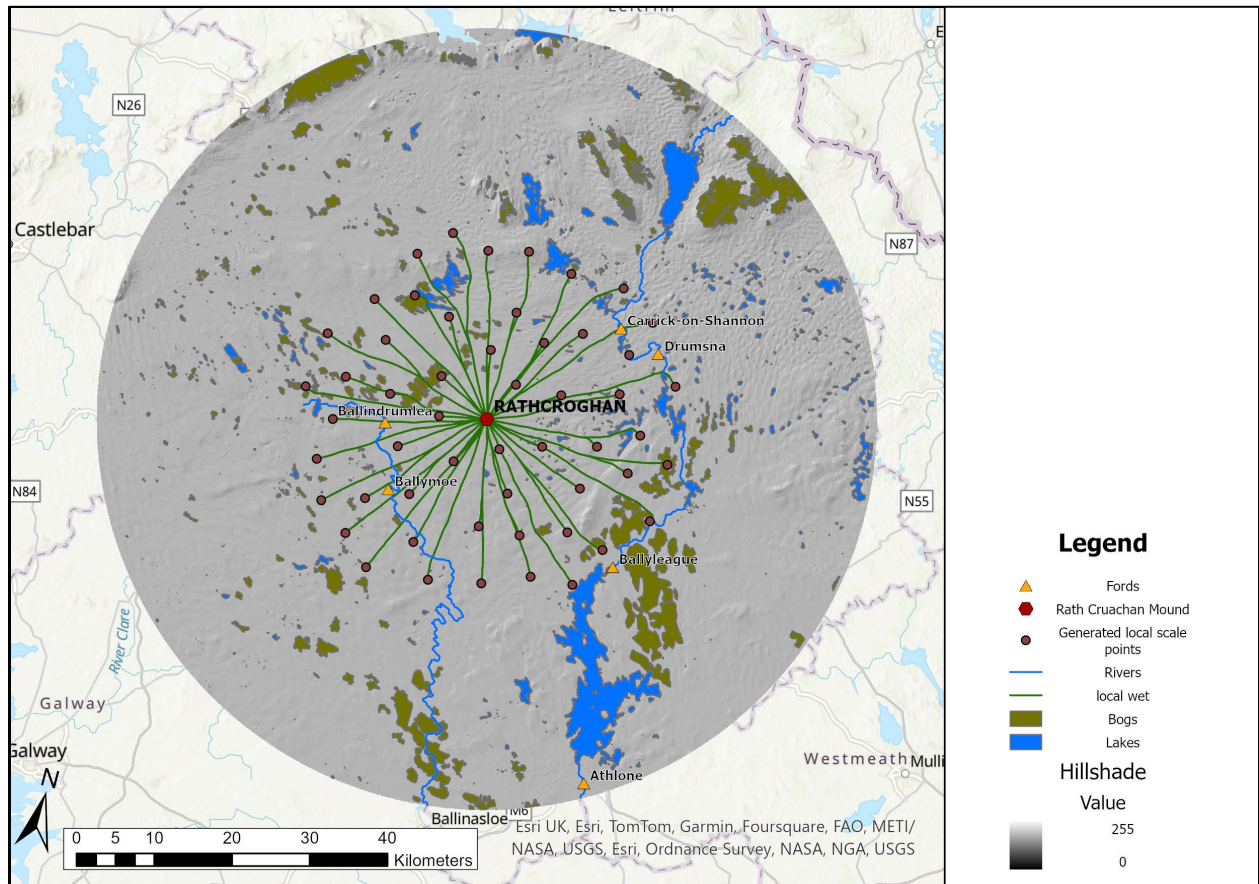 N26
Castlebar
N87
Carrick-on-Shannon
Drumsna
RATHCROGHAN
Ballindrumlea
Ballymoe
N84
N55
Ballyleague
River Clare
Galway
Galway
Westmeath
Mulli
Athlone
Ballinasloe
M6
N
0 5 10 20 30 40
Kilometers
Esri UK, Esri, TomTom, Garmin, Foursquare, FAO, METI/
NASA, USGS, Esri, Ordnance Survey, NASA, NGA, USGS
Legend
Fords
Rath Cruachan Mound
Generated local scale
points
Rivers
local wet
Bogs
Lakes
Hillshade
Value
255
0